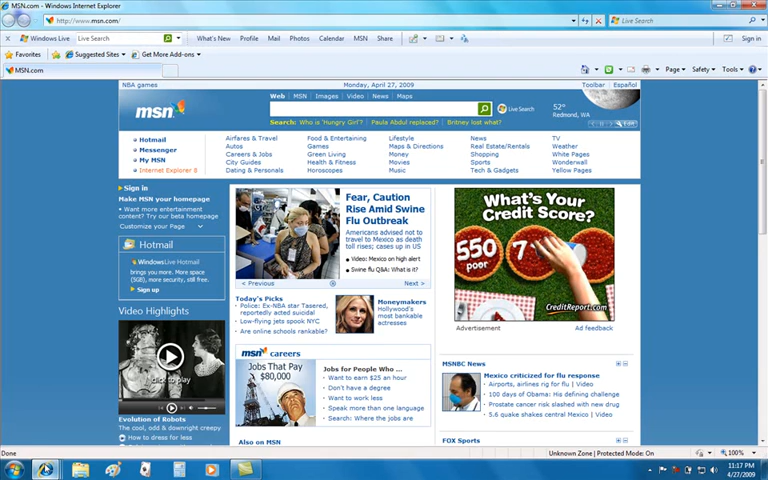 MSN.com - Windows Internet Explorer
http://www.msn.com/
Live Search
Windows Live
Live Search
What's New
Profile
Mail
Photos
Calendar
MSN
Share
Sign in
Favorites
Suggested Sites
Get More Add-ons
MSN.com
Page
Safety
Tools
NBA games
Monday, April 27, 2009
Toolbar
Español
msn
Web | MSN | Images | Video | News | Maps
Live Search
52°
Redmond, WA
Edit
Search: Who is 'Hungry Girl'? | Paula Abdul replaced? | Britney lost what?
Hotmail
Messenger
My MSN
Internet Explorer 8
Airfares & Travel
Autos
Careers & Jobs
City Guides
Dating & Personals
Food & Entertaining
Games
Green Living
Health & Fitness
Horoscopes
Lifestyle
Maps & Directions
Money
Movies
Music
News
Real Estate/Rentals
Shopping
Sports
Tech & Gadgets
TV
Weather
White Pages
Wonderwall
Yellow Pages
Sign in
Make MSN your homepage
Want more entertainment
content? Try our beta homepage
Customize your Page
Hotmail
WindowsLive Hotmail
brings you more. More space
(5GB), more security, still free.
Sign up
Video Highlights
click to play
Evolution of Robots
The cool, odd & downright creepy
How to dress for less
Fear, Caution
Rise Amid Swine
Flu Outbreak
Americans advised not to
travel to Mexico as death
toll rises; cases up in US
Video: Mexico on high alert
Swine flu Q&A: What is it?
< Previous
Next >
Today's Picks
Police: Ex-NBA star Tasered,
reportedly acted suicidal
Low-flying jets spook NYC
Are online schools rankable?
Moneymakers
Hollywood's
most bankable
actresses
msn careers
Jobs That Pay
$80,000
Jobs for People Who ...
Want to earn $25 an hour
Don't have a degree
Want to work less
Speak more than one language
Search: Where the jobs are
Also on MSN
What's Your
Credit Score?
550
poor
7
CreditReport.com
Advertisement
Ad feedback
MSNBC News
Mexico criticized for flu response
Airports, airlines rig for flu | Video
100 days of Obama: His defining challenge
Prostate cancer risk slashed with new drug
5.6 quake shakes central Mexico | Video
FOX Sports
Done
Unknown Zone | Protected Mode: On
100%
11:17 PM
4/27/2009